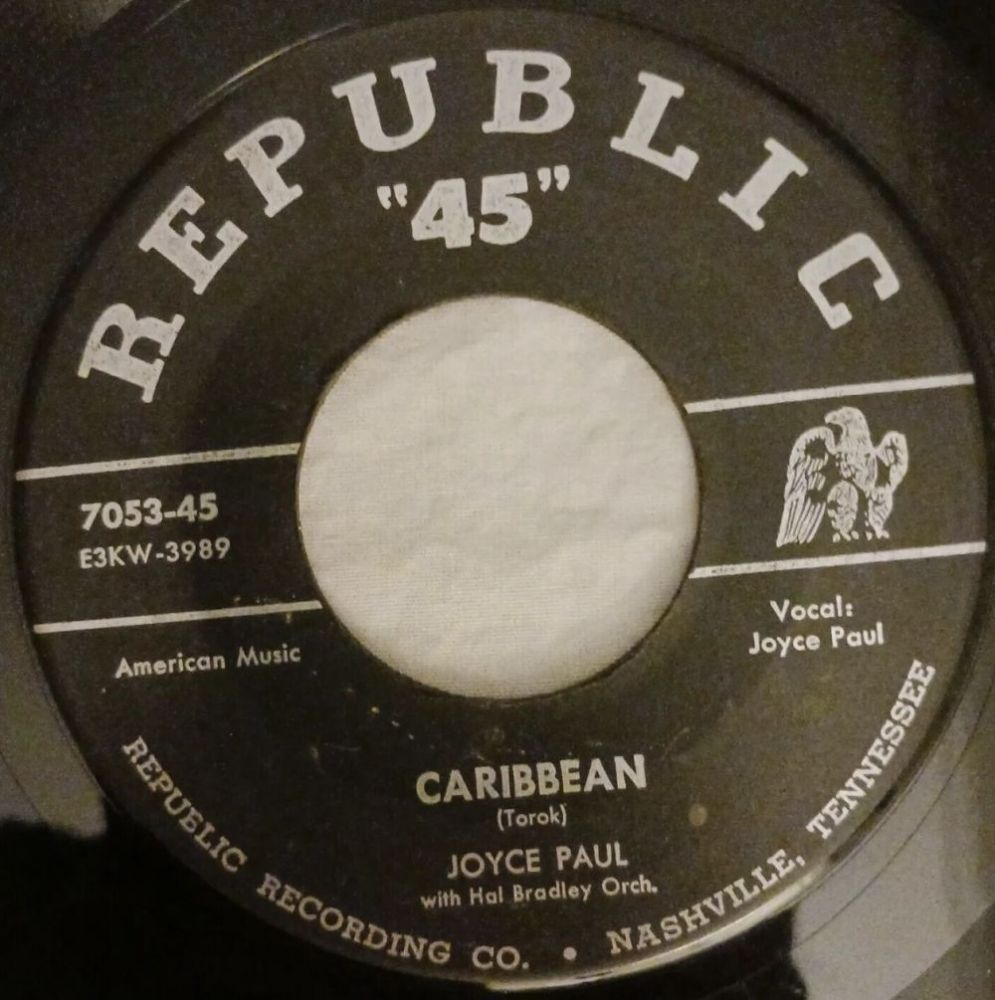 REPUBLIC
"45"
7053-45
E3KW-3989
American Music
Vocal:
Joyce Paul
CARIBBEAN
(Torok)
JOYCE PAUL
with Hal Bradley Orch.
REPUBLIC RECORDING CO. • NASHVILLE, TENNESSEE